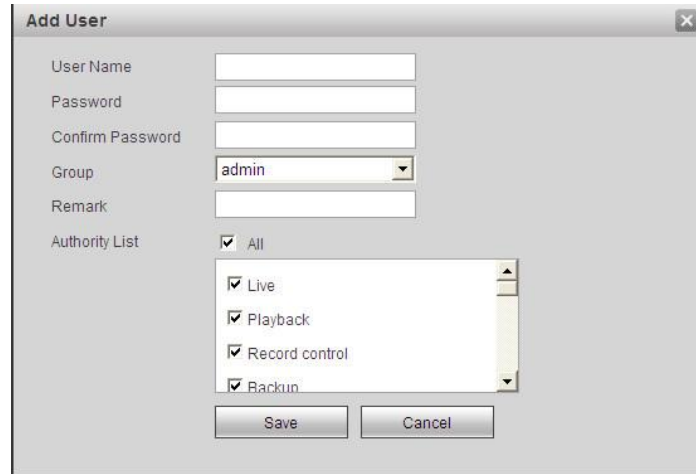 Add User
User Name
Password
Confirm Password
Group admin
Remark
Authority List All
Live
Playback
Record control
Backup
Save Cancel